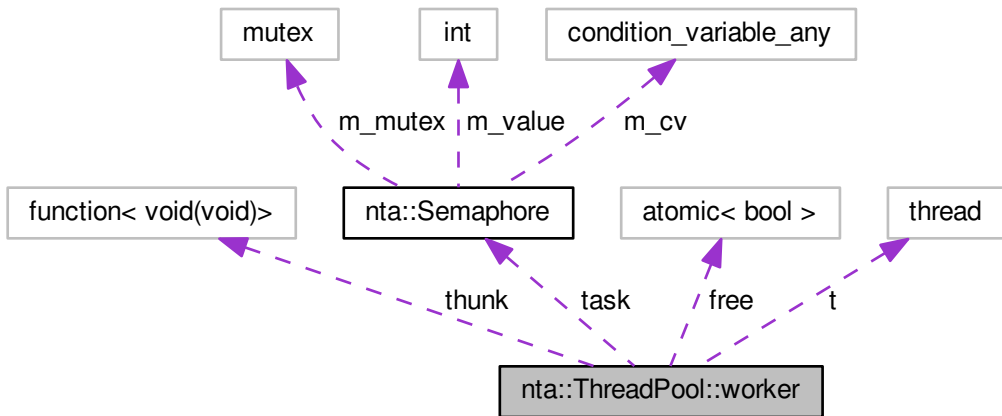 mutex
int
condition_variable_any
m_mutex
m_value
m_cv
function< void(void)>
nta::Semaphore
atomic< bool >
thread
thunk
task
free
t
nta::ThreadPool::worker